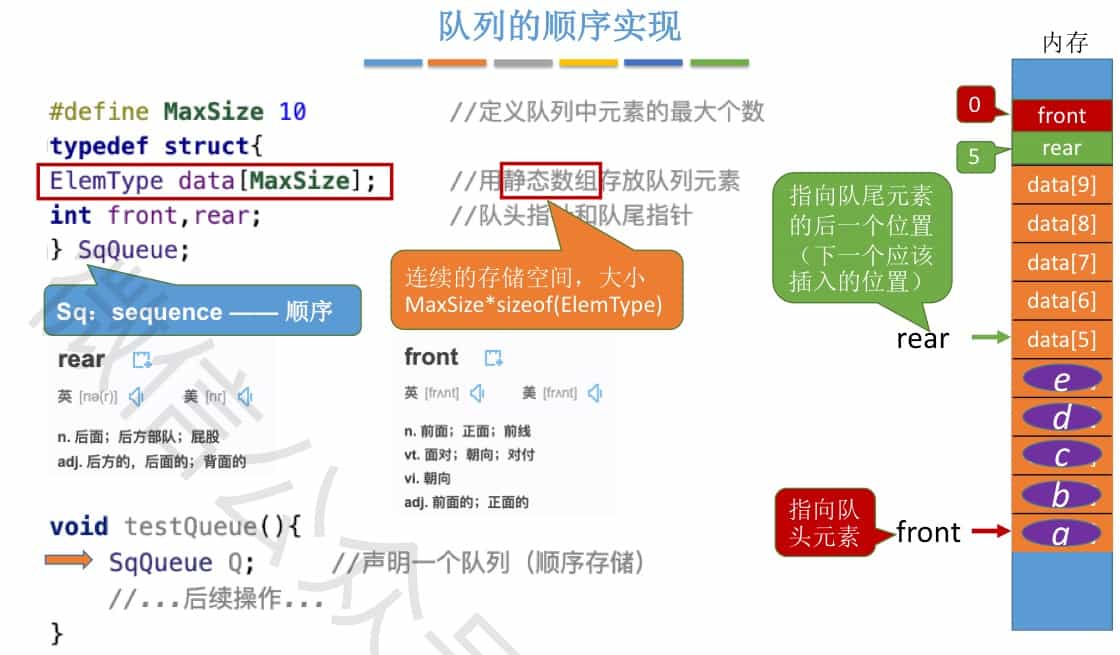 队列的顺序实现
#define MaxSize 10 //定义队列中元素的最大个数
typedef struct{
ElemType data[MaxSize]; //用静态数组存放队列元素
int front,rear; //队头指针和队尾指针
} SqQueue;
Sq：sequence —— 顺序
连续的存储空间，大小
MaxSize*sizeof(ElemType)
rear
英 [rɪə(r)] 美 [rɪr]
n. 后面；后方部队；屁股
adj. 后方的，后面的；背面的
front
英 [frʌnt] 美 [frʌnt]
n. 前面；正面；前线
vt. 面对；朝向；对付
vi. 朝向
adj. 前面的；正面的
void testQueue(){
SqQueue Q; //声明一个队列（顺序存储）
//...后续操作...
}
内存
0
front
5
rear
指向队尾元素
的后一个位置
（下一个应该
插入的位置）
rear
data[9]
data[8]
data[7]
data[6]
data[5]
e
d
c
b
a
指向队
头元素
front
微信公众号